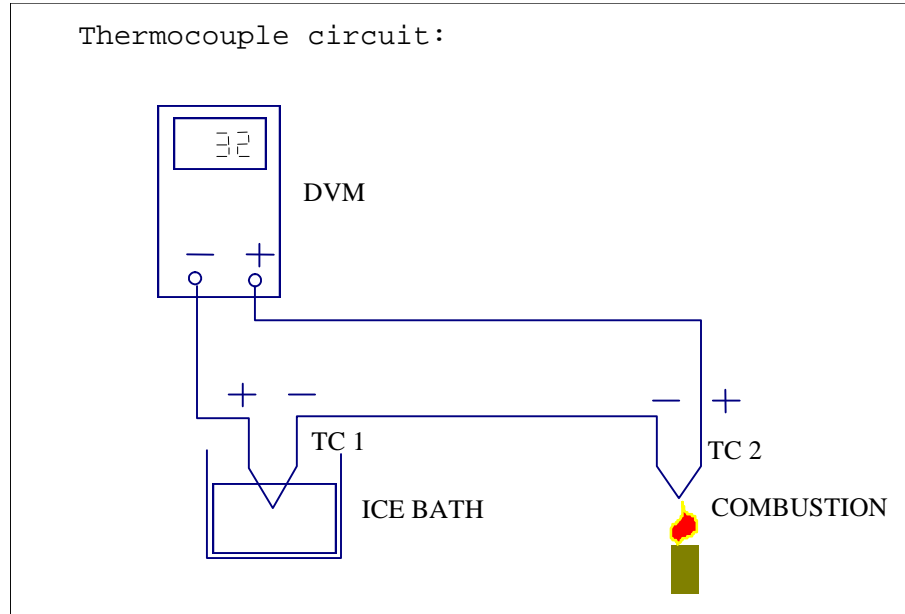 Thermocouple circuit:
32
DVM
− +
+ −
− +
TC 1
TC 2
ICE BATH
COMBUSTION